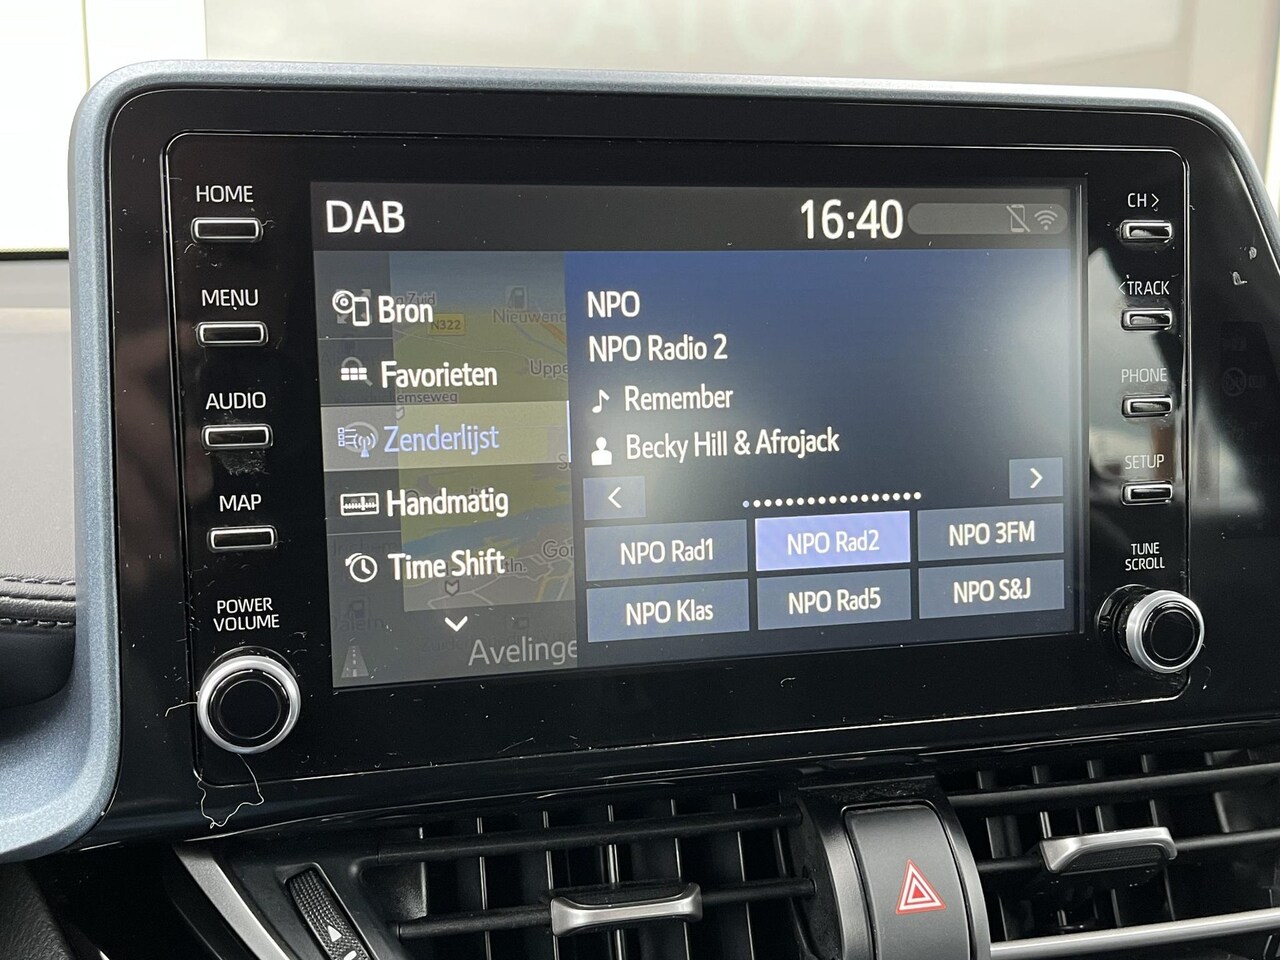 TOYOTA
HOME
MENU
AUDIO
MAP
POWER
VOLUME
DAB
16:40
Bron
Favorieten
Zenderlijst
Handmatig
Time Shift
N322
Avelinge
NPO
NPO Radio 2
Remember
Becky Hill & Afrojack
NPO Rad1
NPO Rad2
NPO 3FM
NPO Klas
NPO Rad5
NPO S&J
CH >
< TRACK
PHONE
SETUP
TUNE
SCROLL